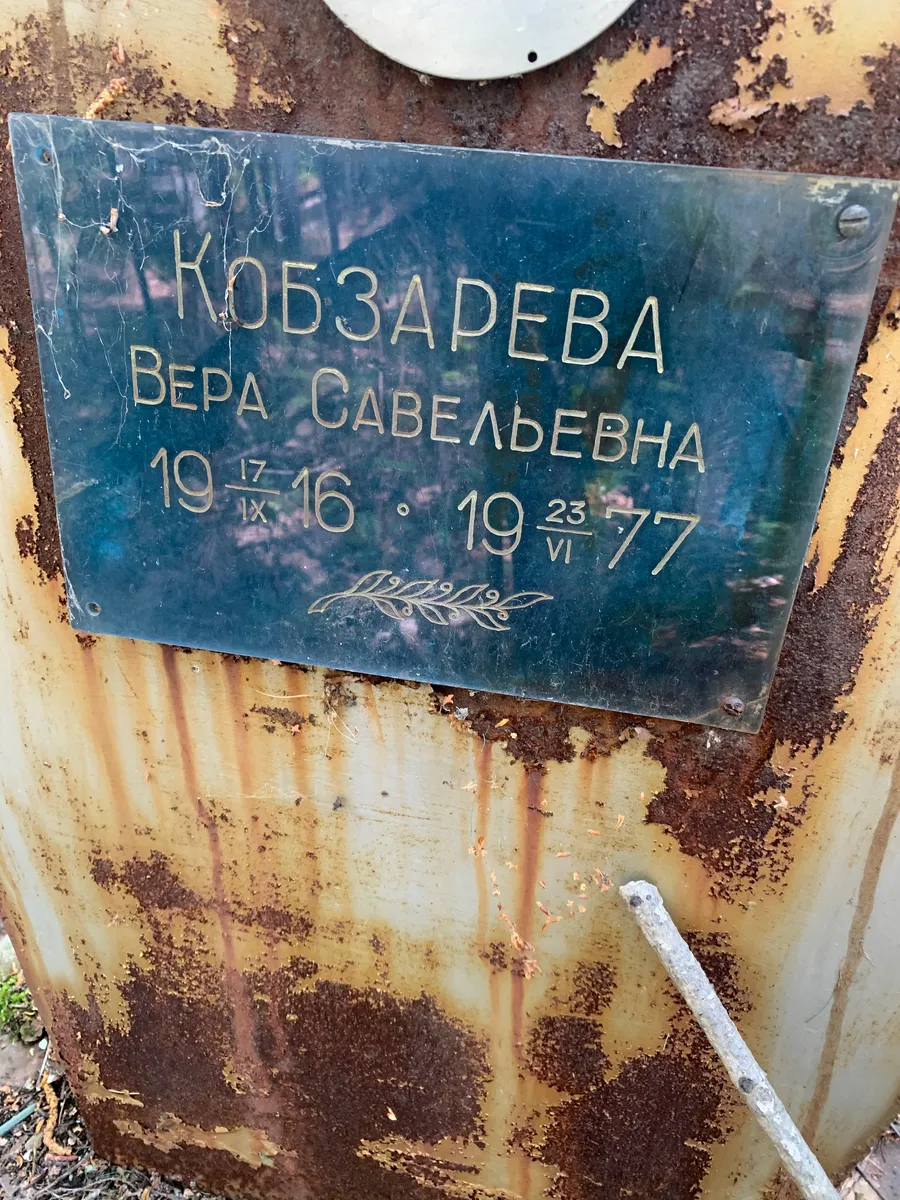 КОБЗАРЕВА
ВЕРА САВЕЛЬЕВНА
19 17/IX 16 • 19 23/VI 77